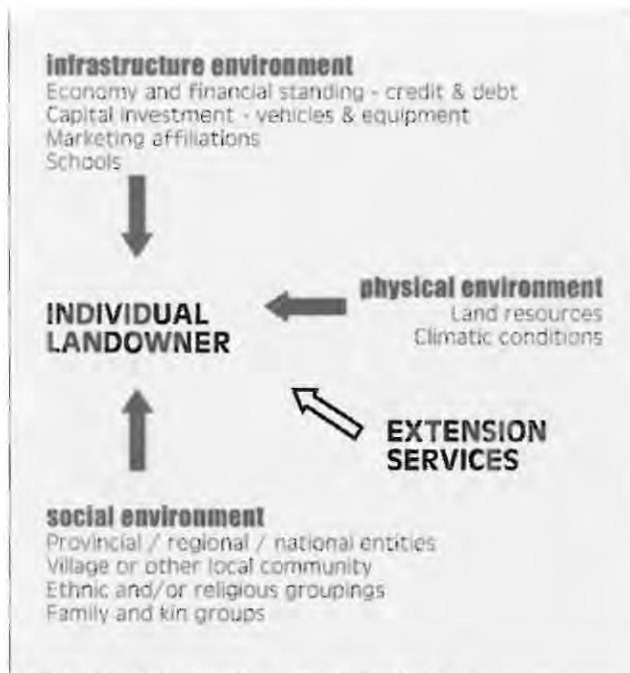 infrastructure environment
Economy and financial standing - credit & debt
Capital investment - vehicles & equipment
Marketing affiliations
Schools
physical environment
Land resources
Climatic conditions
INDIVIDUAL
LANDOWNER
EXTENSION
SERVICES
social environment
Provincial / regional / national entities
Village or other local community
Ethnic and/or religious groupings
Family and kin groups